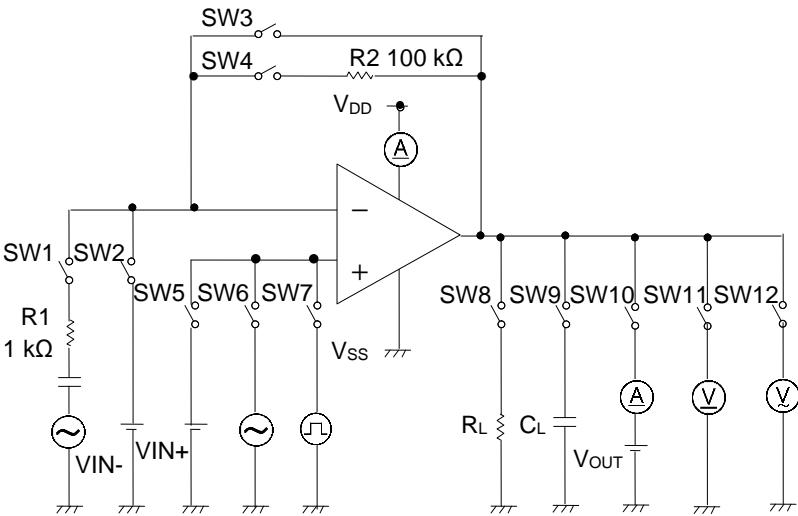 SW3
SW4
R2 100 kΩ
VDD
A
−
+
SW1
SW2
SW5
SW6
SW7
VSS
SW8
SW9
SW10
SW11
SW12
R1
1 kΩ
A
V
V
RL
CL
VOUT
VIN-
VIN+